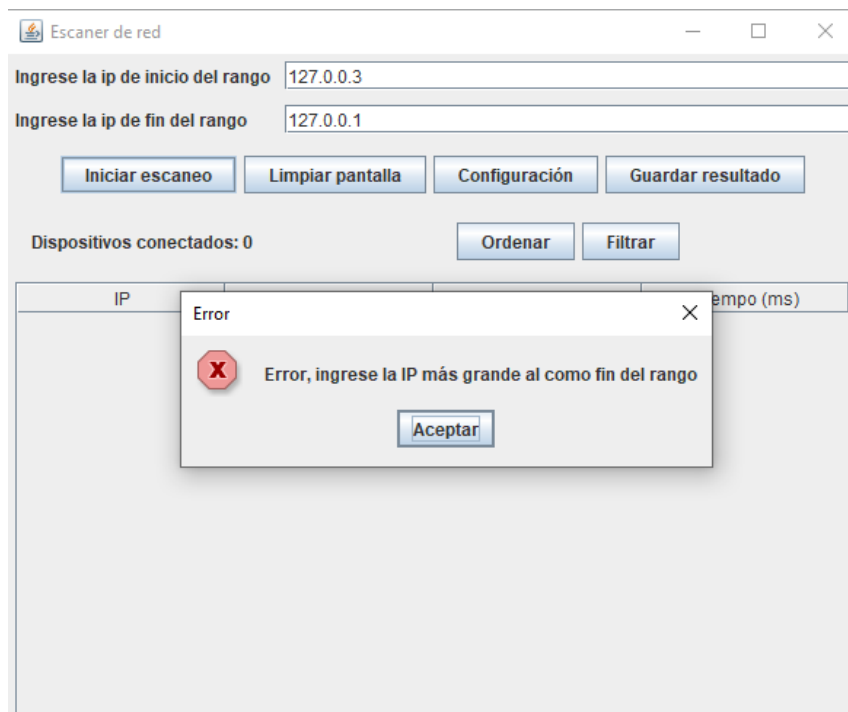 Escaner de red
Ingrese la ip de inicio del rango 127.0.0.3
Ingrese la ip de fin del rango 127.0.0.1
Iniciar escaneo Limpiar pantalla Configuración Guardar resultado
Dispositivos conectados: 0 Ordenar Filtrar
IP (ms)
Error
Error, ingrese la IP más grande al como fin del rango
Aceptar